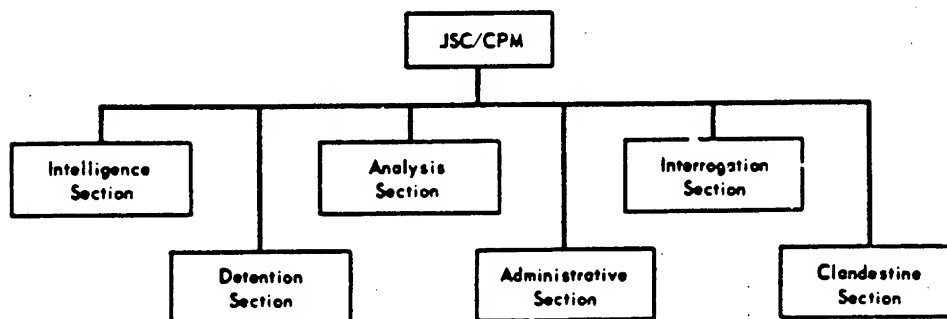 JSC/CPM
Intelligence
Section
Analysis
Section
Interrogation
Section
Detention
Section
Administrative
Section
Clandestine
Section